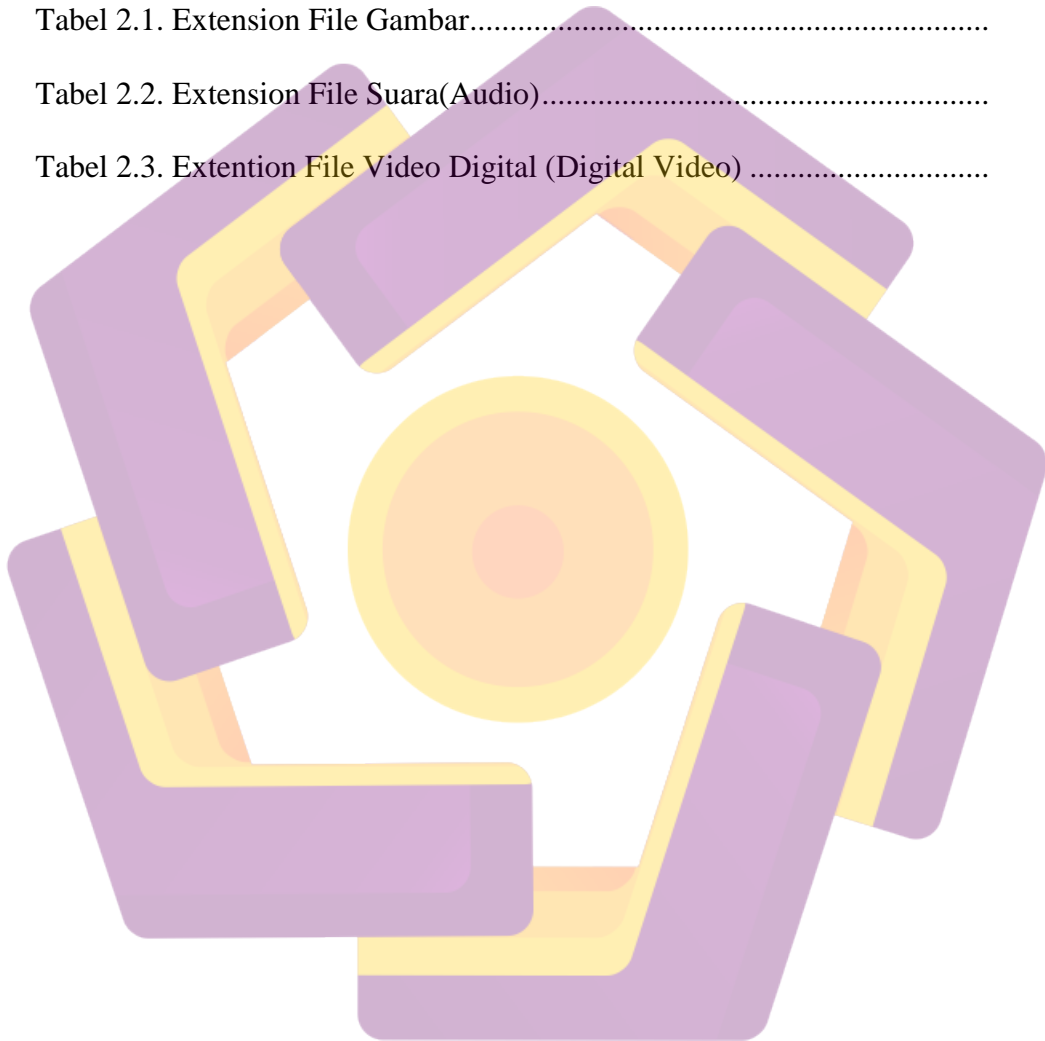 Tabel 2.1. Extension File Gambar.................................................................
Tabel 2.2. Extension File Suara(Audio)........................................................
Tabel 2.3. Extention File Video Digital (Digital Video) ..............................